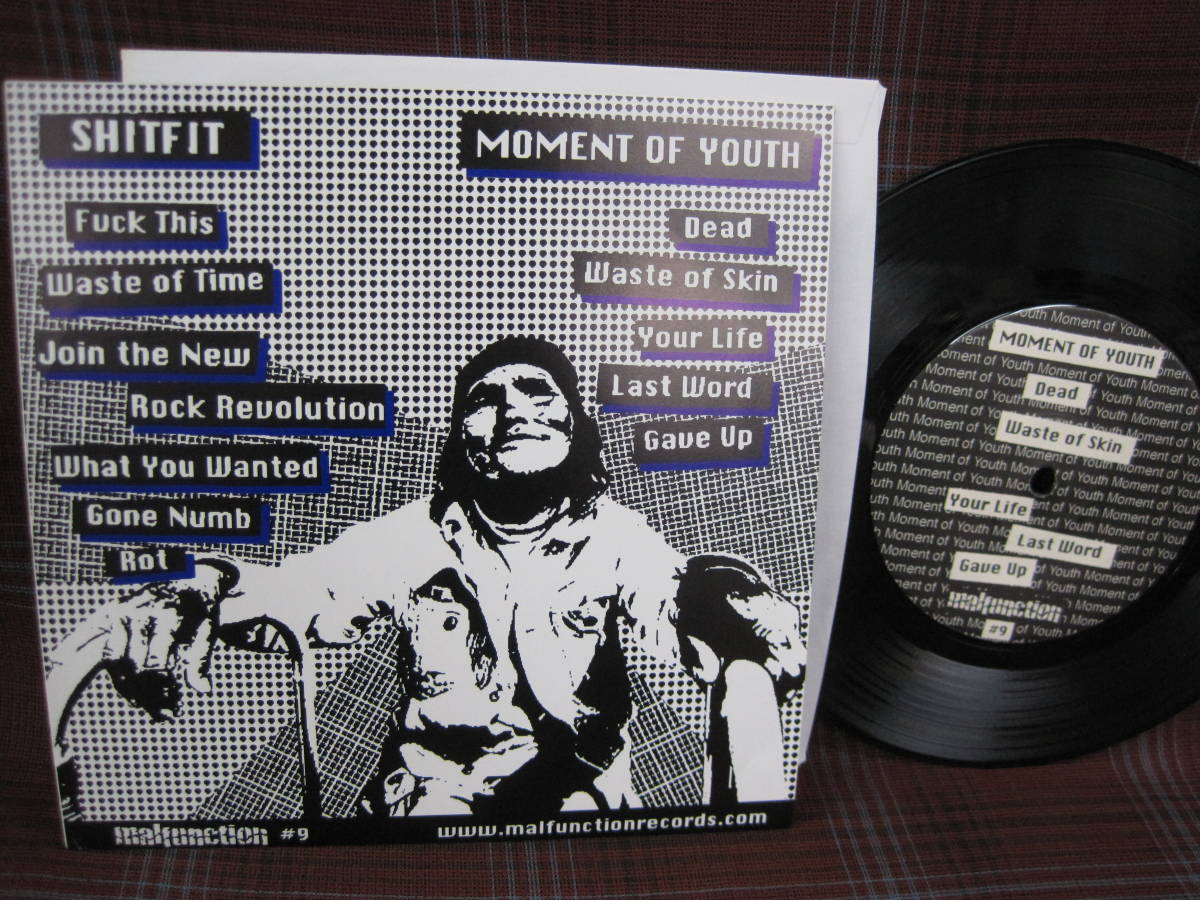 SHITFIT
Fuck This
Waste of Time
Join the New
Rock Revolution
What You Wanted
Gone Numb
Rot
MOMENT OF YOUTH
Dead
Waste of Skin
Your Life
Last Word
Gave Up
malfunction #9
www.malfunctionrecords.com
MOMENT OF YOUTH
Dead
Waste of Skin
Your Life
Last Word
Gave Up
malfunction
#9